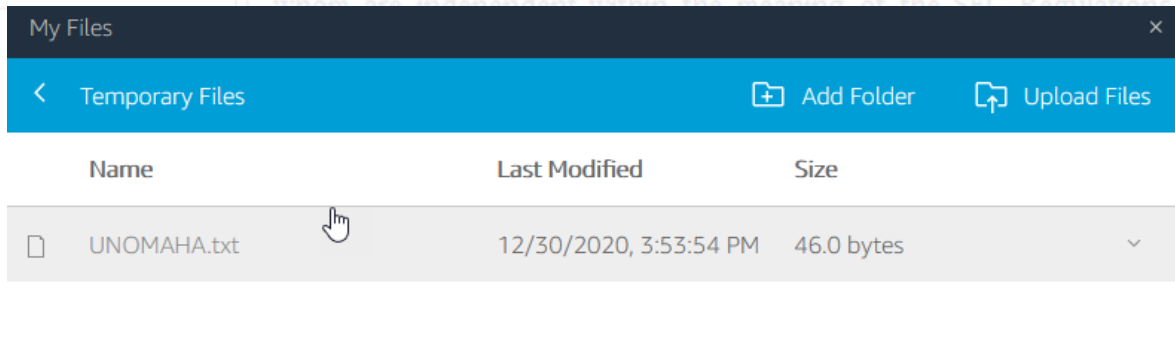 My Files ×
Temporary Files Add Folder Upload Files
Name Last Modified Size
UNOMAHA.txt 12/30/2020, 3:53:54 PM 46.0 bytes